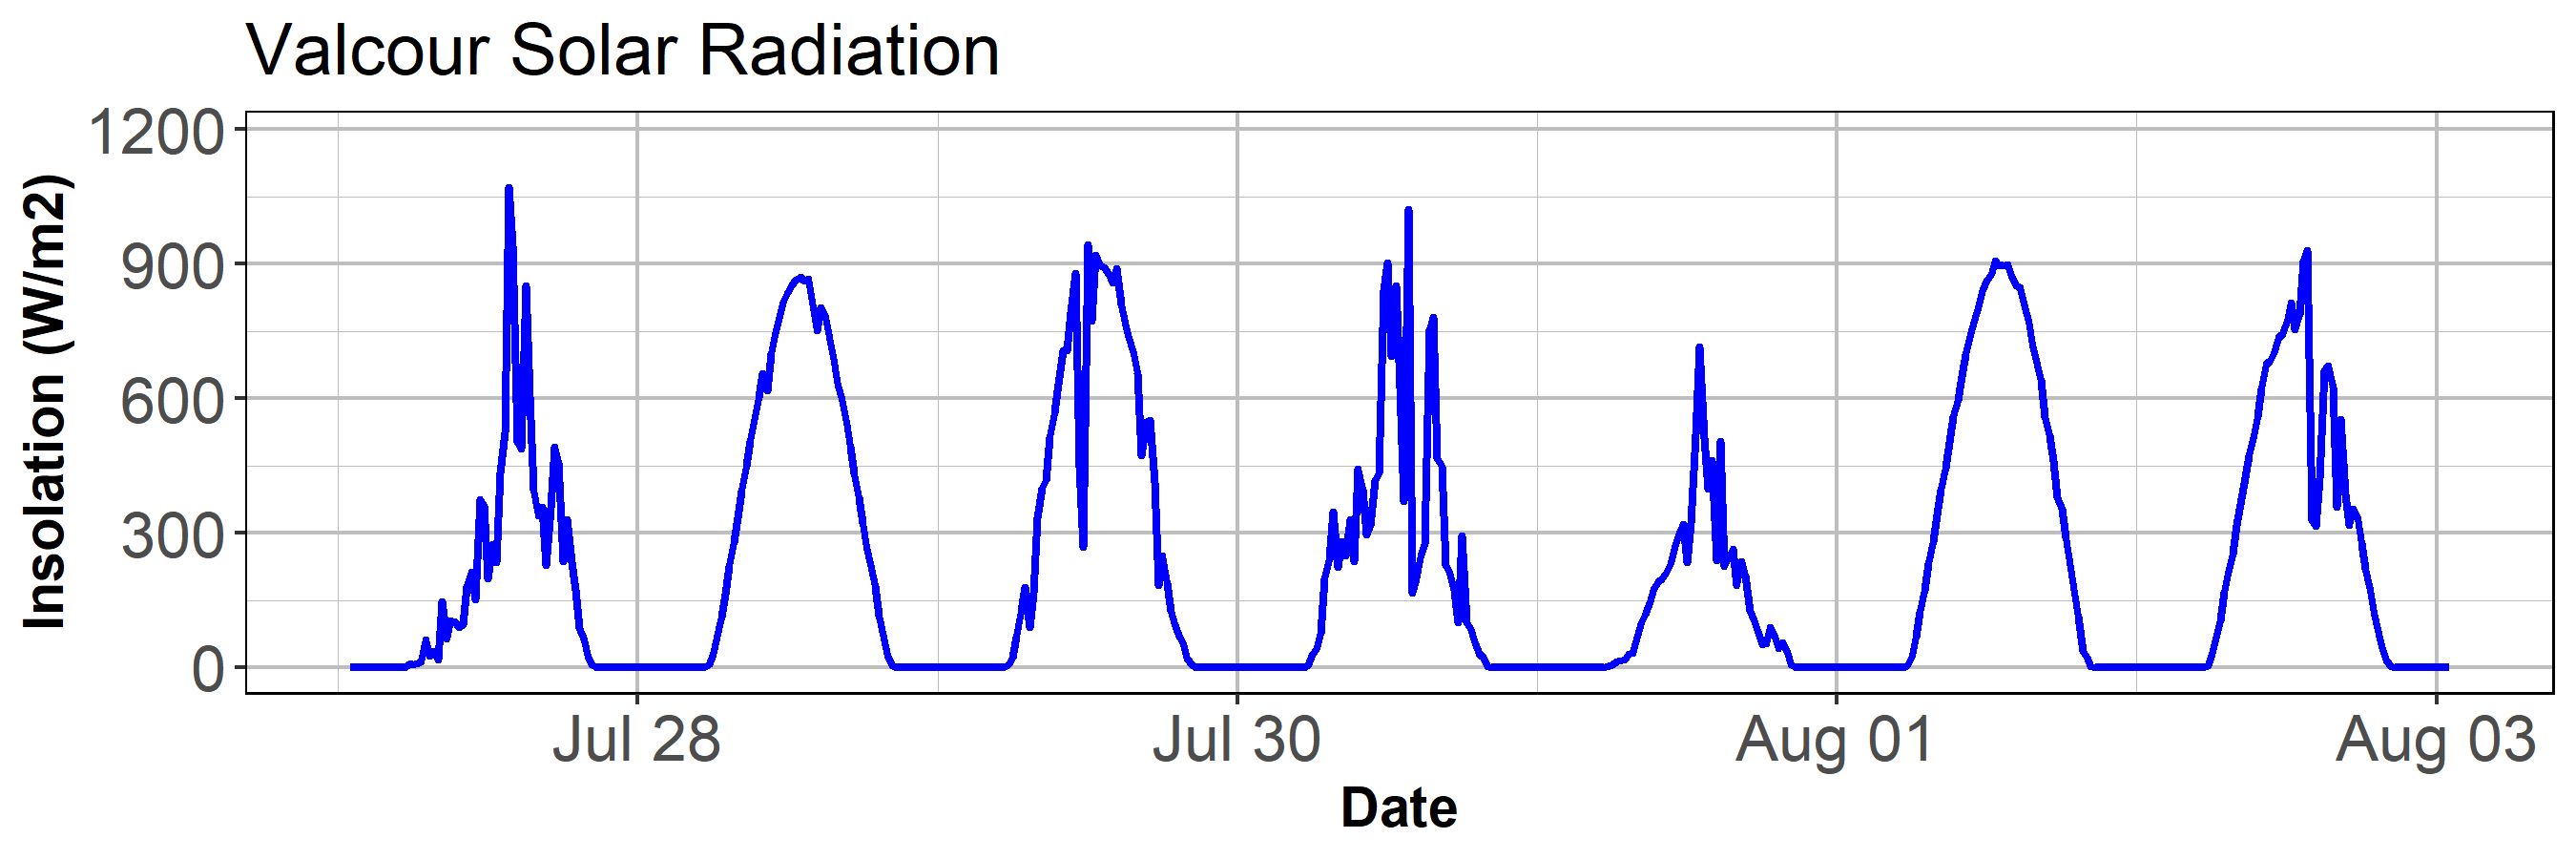 Valcour Solar Radiation
Insolation (W/m2)
1200
900
600
300
0
Jul 28
Jul 30
Aug 01
Aug 03
Date